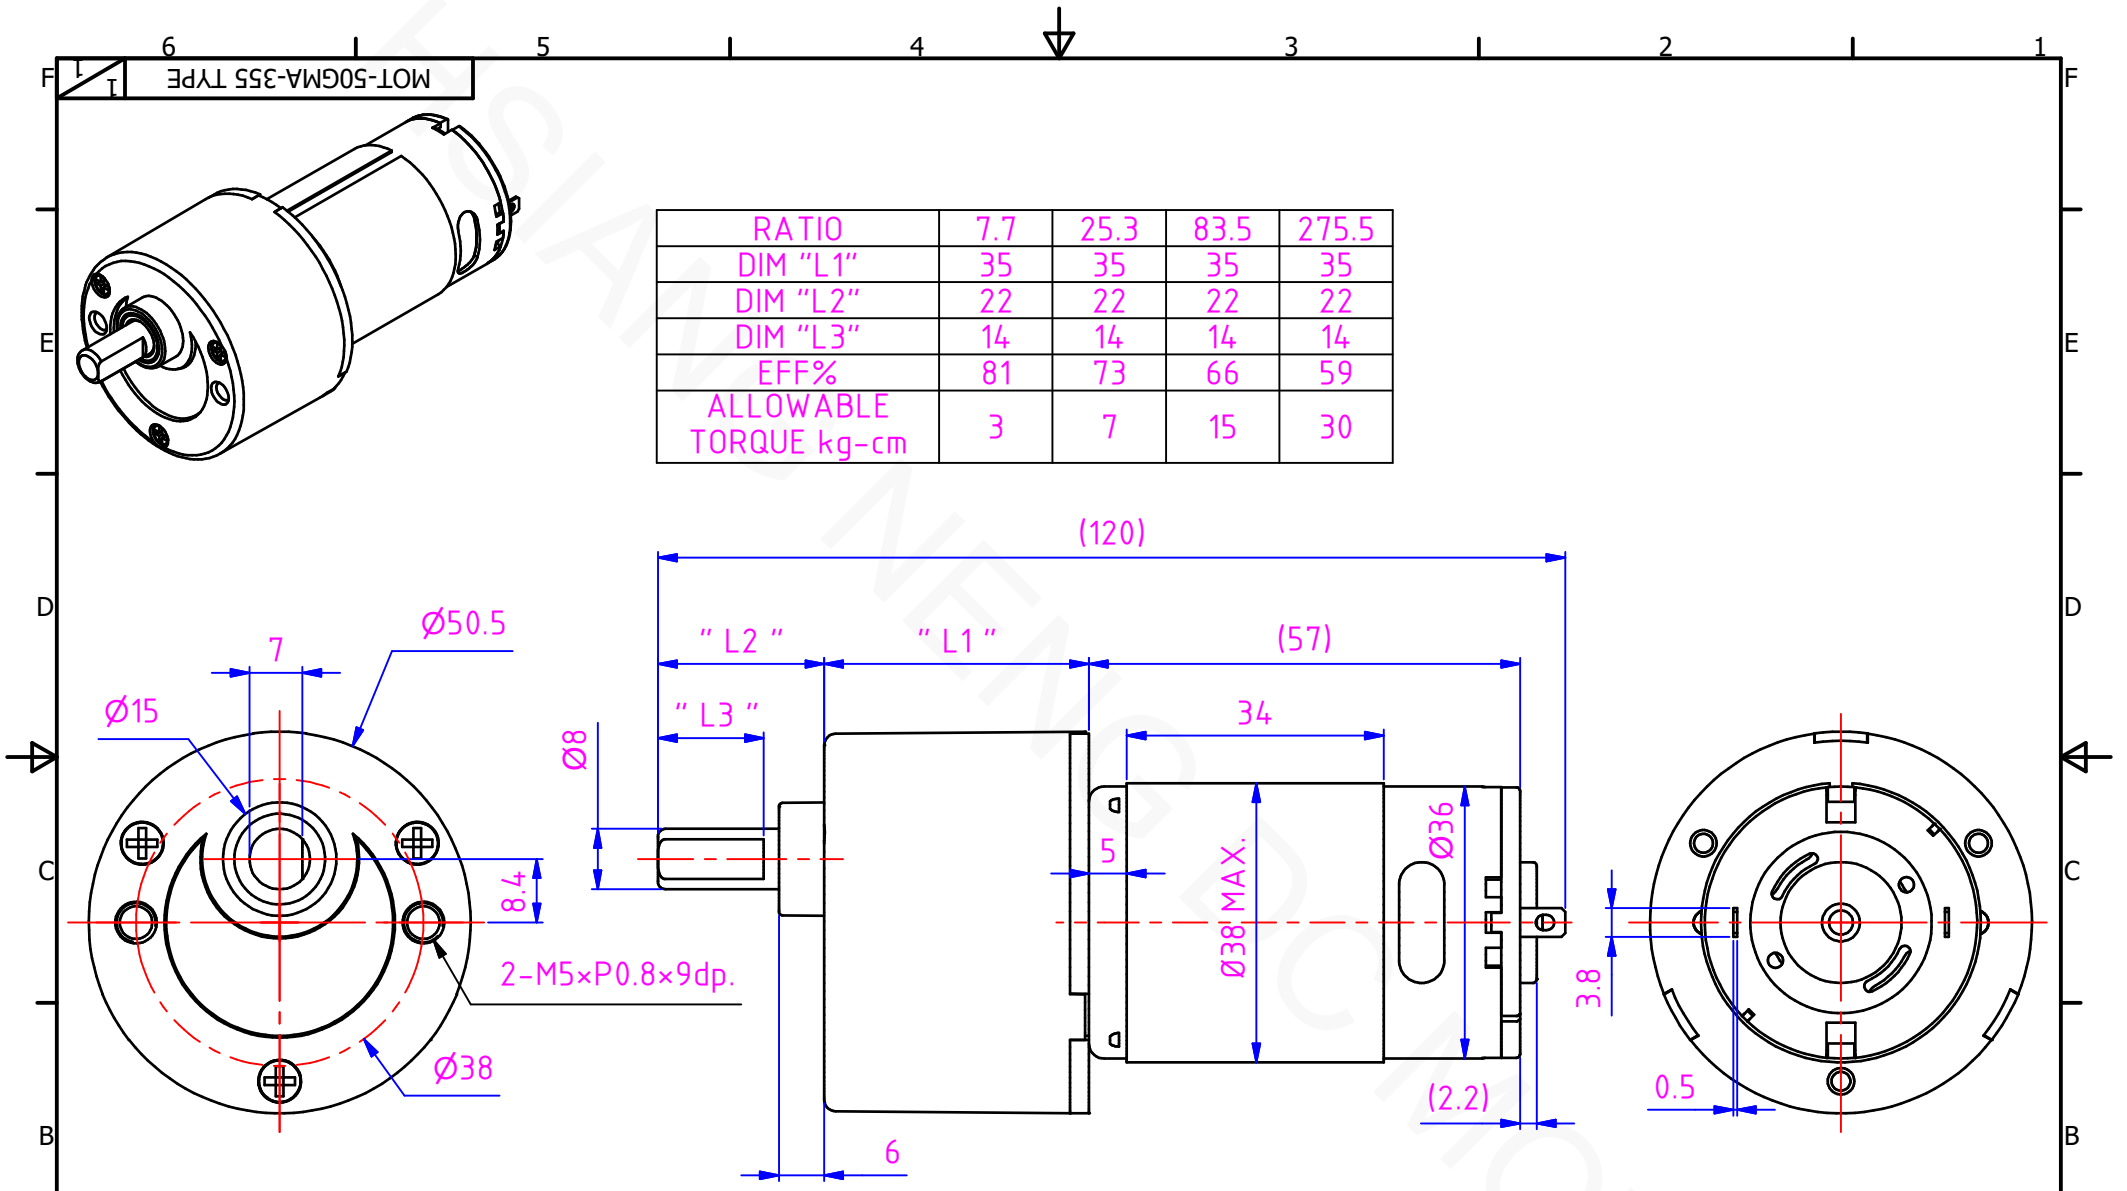 6 5 4 3 2 1
F F
1 1
MOT-50GMA-355 TYPE
RATIO 7.7 25.3 83.5 275.5
DIM "L1" 35 35 35 35
DIM "L2" 22 22 22 22
DIM "L3" 14 14 14 14
EFF% 81 73 66 59
ALLOWABLE
TORQUE kg-cm 3 7 15 30
E E
(120)
D D
Ø50.5
7
" L2 " " L1 " (57)
Ø15
" L3 " 34
Ø8
C C
5
Ø36
Ø38 MAX.
8.4
2-M5×P0.8×9dp.
3.8
Ø38
(2.2)
0.5
B B
6
HSIANG NENG DC MO